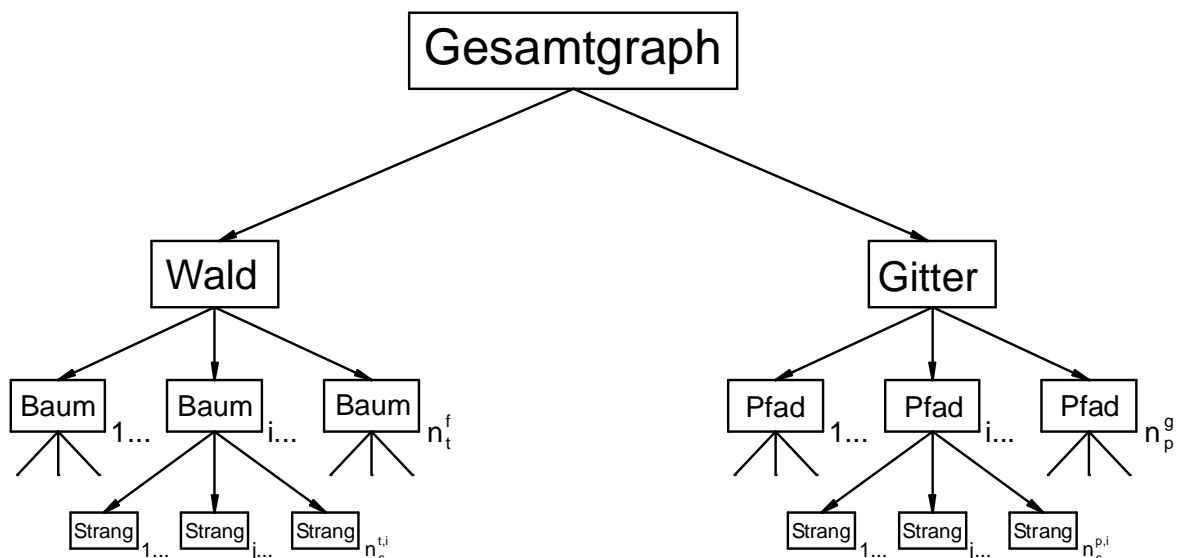 Gesamtgraph
Wald Gitter
Baum 1... Baum i... Baum n_t^f Pfad 1... Pfad i... Pfad n_p^g
Strang 1... Strang j... Strang n_s^{t,i} Strang 1... Strang j... Strang n_s^{p,i}